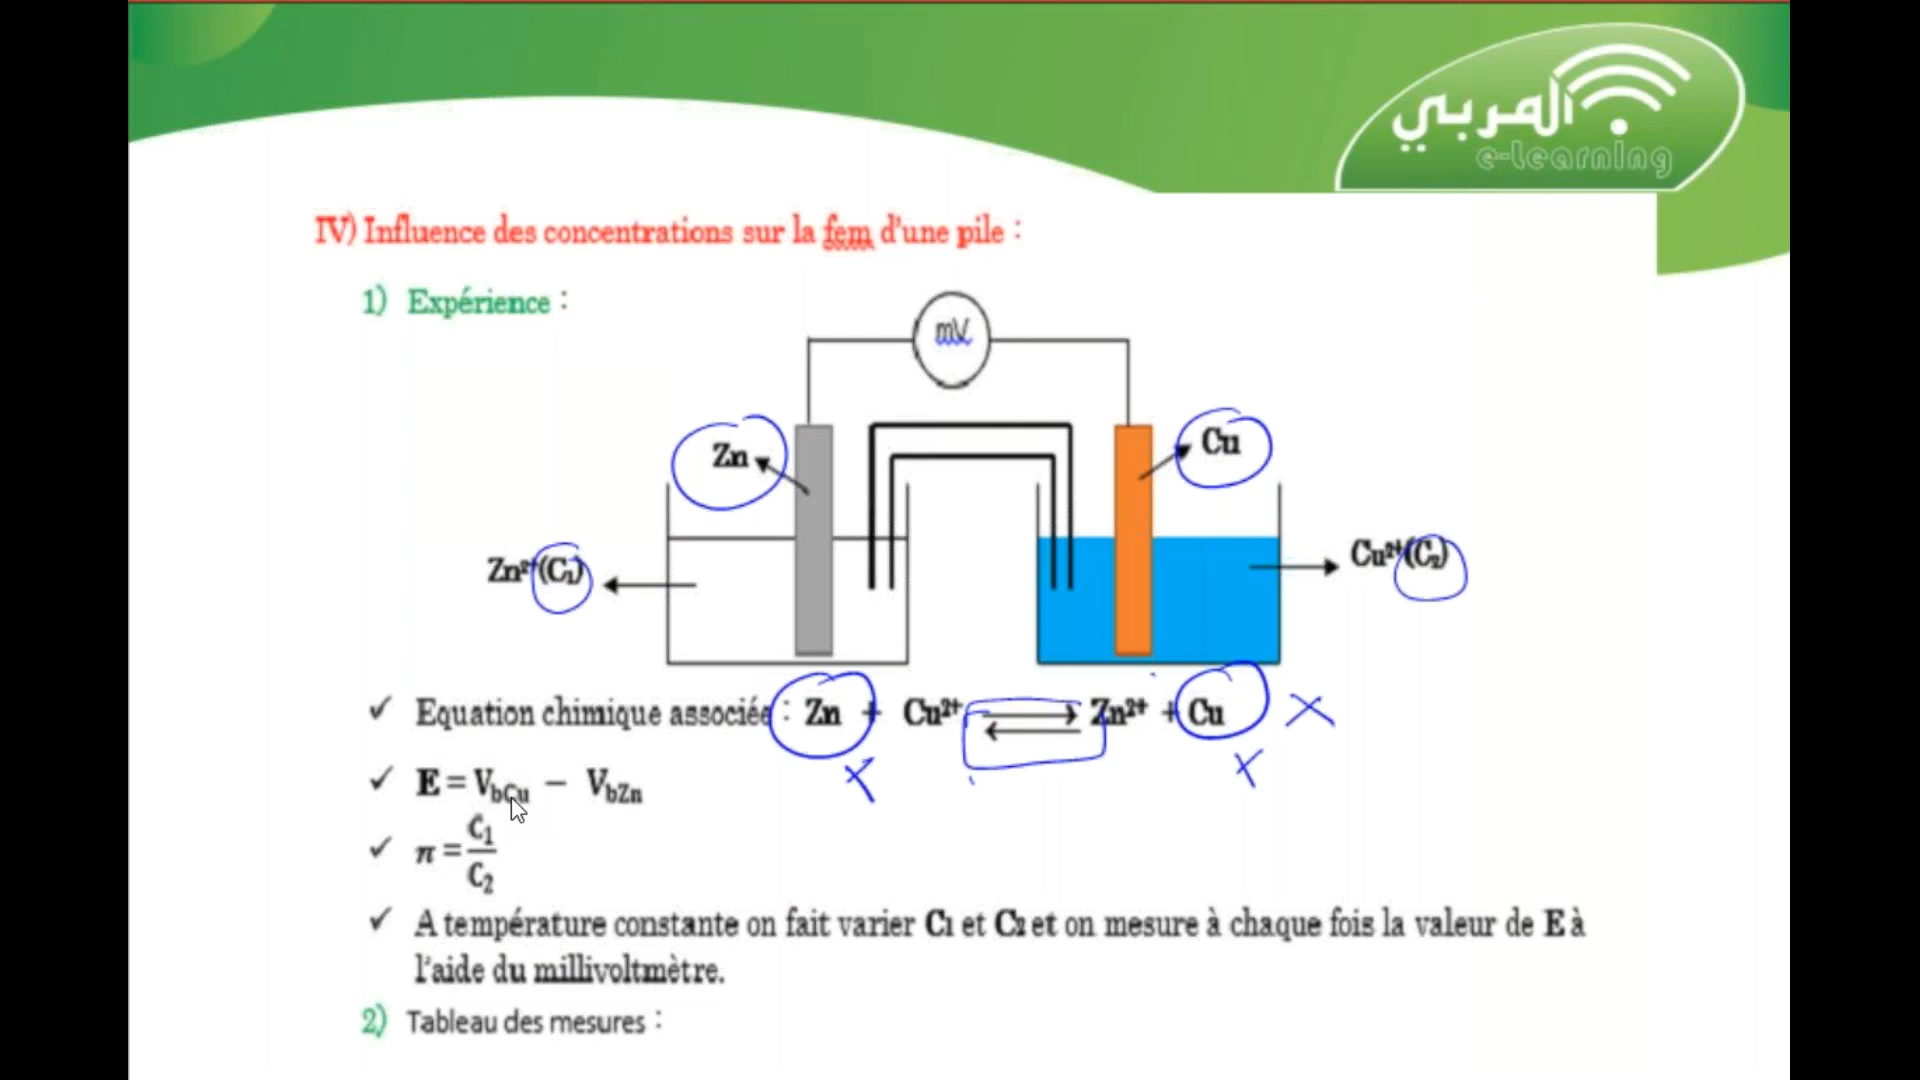 المربي
e-Learning
IV) Influence des concentrations sur la fem d'une pile :
1) Expérience :
mV
Zn
Cu
Zn²⁺(C₁)
Cu²⁺(C₂)
✓ Equation chimique associée : Zn + Cu²⁺ ⇌ Zn²⁺ + Cu
✓ E = V_bCu − V_bZn
✓ π = C₁/C₂
✓ A température constante on fait varier C₁ et C₂ et on mesure à chaque fois la valeur de E à
l'aide du millivoltmètre.
2) Tableau des mesures :